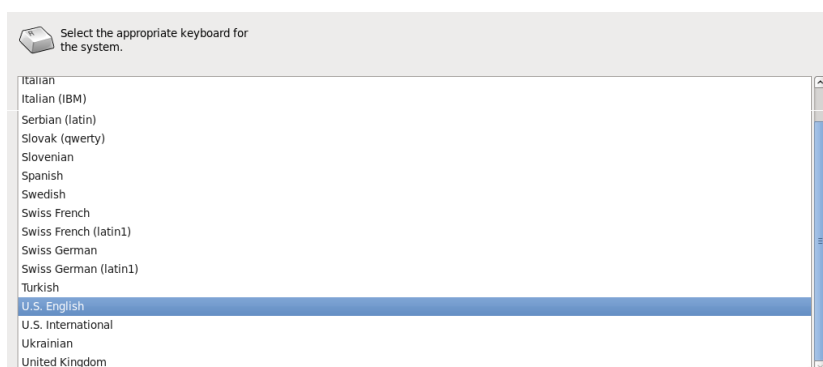 Select the appropriate keyboard for
the system.
Italian
Italian (IBM)
Serbian (latin)
Slovak (qwerty)
Slovenian
Spanish
Swedish
Swiss French
Swiss French (latin1)
Swiss German
Swiss German (latin1)
Turkish
U.S. English
U.S. International
Ukrainian
United Kingdom